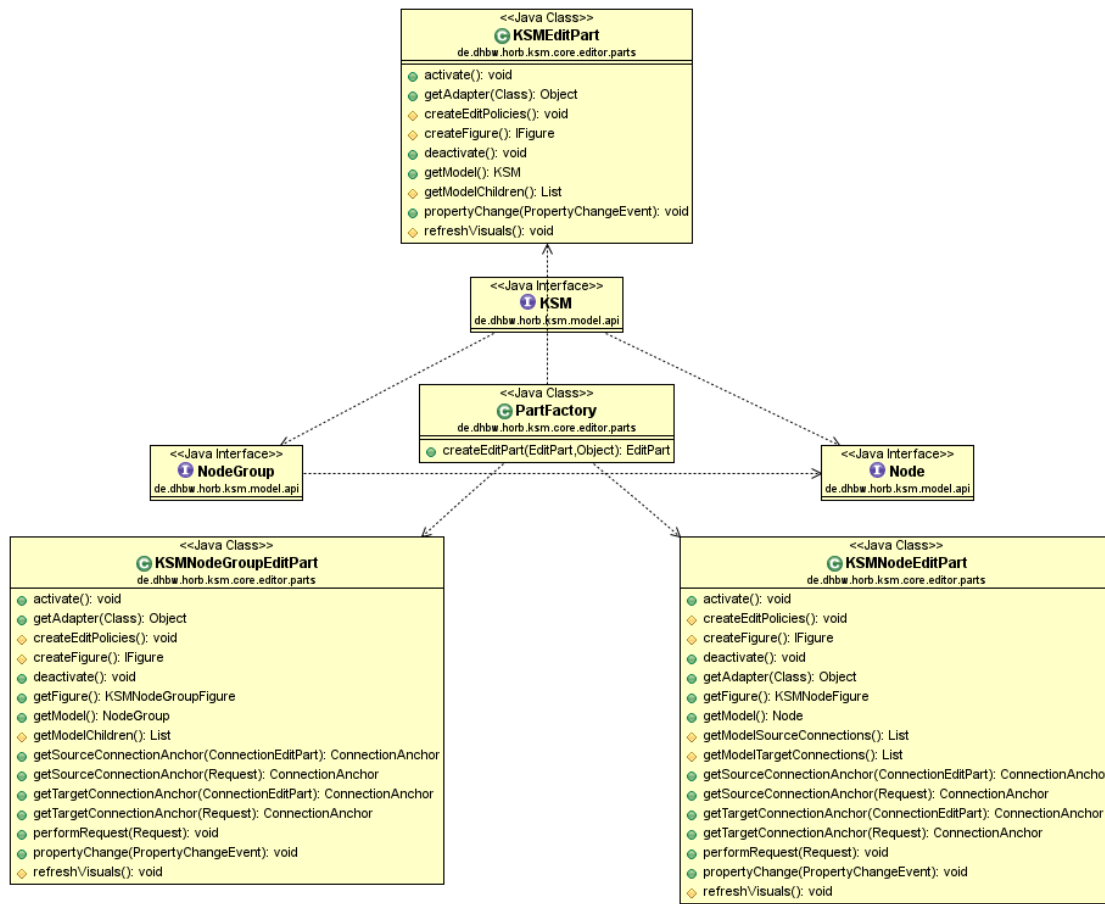 <<Java Class>>
KSMEditPart
de.dhbw.horb.ksm.core.editor.parts
activate(): void
getAdapter(Class): Object
createEditPolicies(): void
createFigure(): IFigure
deactivate(): void
getModel(): KSM
getModelChildren(): List
propertyChange(PropertyChangeEvent): void
refreshVisuals(): void
<<Java Interface>>
I KSM
de.dhbw.horb.ksm.model.api
<<Java Class>>
C PartFactory
de.dhbw.horb.ksm.core.editor.parts
createEditPart(EditPart,Object): EditPart
<<Java Interface>>
I NodeGroup
de.dhbw.horb.ksm.model.api
<<Java Interface>>
I Node
de.dhbw.horb.ksm.model.api
<<Java Class>>
C KSMNodeGroupEditPart
de.dhbw.horb.ksm.core.editor.parts
activate(): void
getAdapter(Class): Object
createEditPolicies(): void
createFigure(): IFigure
deactivate(): void
getFigure(): KSMNodeGroupFigure
getModel(): NodeGroup
getModelChildren(): List
getSourceConnectionAnchor(ConnectionEditPart): ConnectionAnchor
getSourceConnectionAnchor(Request): ConnectionAnchor
getTargetConnectionAnchor(ConnectionEditPart): ConnectionAnchor
getTargetConnectionAnchor(Request): ConnectionAnchor
performRequest(Request): void
propertyChange(PropertyChangeEvent): void
refreshVisuals(): void
<<Java Class>>
C KSMNodeEditPart
de.dhbw.horb.ksm.core.editor.parts
activate(): void
createEditPolicies(): void
createFigure(): IFigure
deactivate(): void
getAdapter(Class): Object
getFigure(): KSMNodeFigure
getModel(): Node
getModelSourceConnections(): List
getModelTargetConnections(): List
getSourceConnectionAnchor(ConnectionEditPart): ConnectionAncho
getSourceConnectionAnchor(Request): ConnectionAnchor
getTargetConnectionAnchor(ConnectionEditPart): ConnectionAnchor
getTargetConnectionAnchor(Request): ConnectionAnchor
performRequest(Request): void
propertyChange(PropertyChangeEvent): void
refreshVisuals(): void